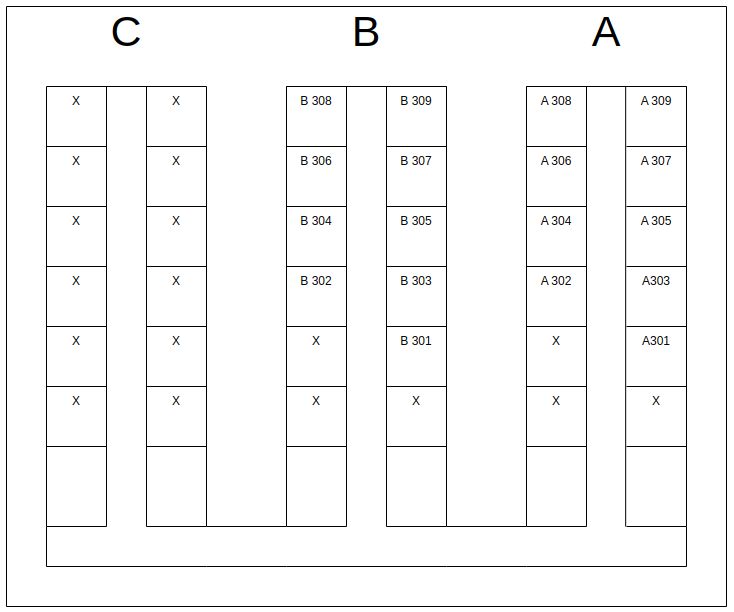 C B A
X X B 308 B 309 A 308 A 309
X X B 306 B 307 A 306 A 307
X X B 304 B 305 A 304 A 305
X X B 302 B 303 A 302 A303
X X X B 301 X A301
X X X X X X